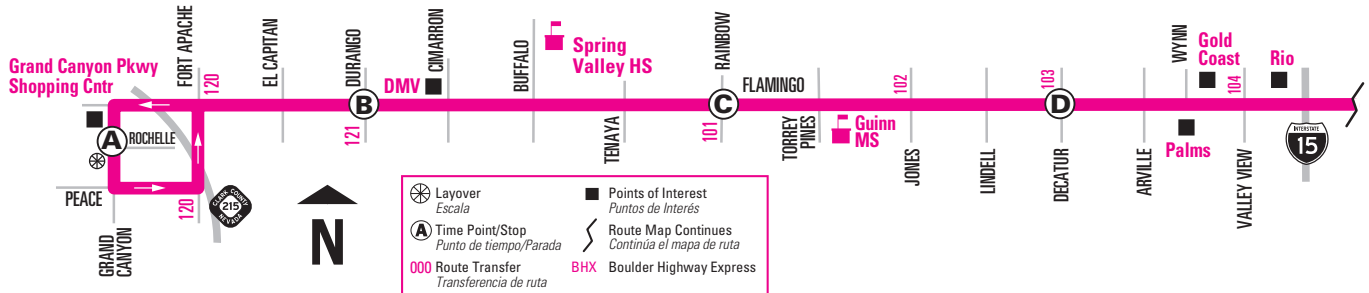 Grand Canyon Pkwy
Shopping Cntr
FORT APACHE
120
EL CAPITAN
DURANGO
DMV
CIMARRON
BUFFALO
Spring
Valley HS
RAINBOW
FLAMINGO
102
103
WYNN
Gold
Coast
104
Rio
A
ROCHELLE
PEACE
GRAND
CANYON
120
CLARK COUNTY
215
NEVADA
B
121
TENAYA
C
101
TORREY
PINES
Guinn
MS
JONES
LINDELL
D
DECATUR
ARVILLE
Palms
VALLEY VIEW
INTERSTATE
15
N
Layover
Escala
A Time Point/Stop
Punto de tiempo/Parada
000 Route Transfer
Transferencia de ruta
Points of Interest
Puntos de Interés
Route Map Continues
Continúa el mapa de ruta
BHX Boulder Highway Express